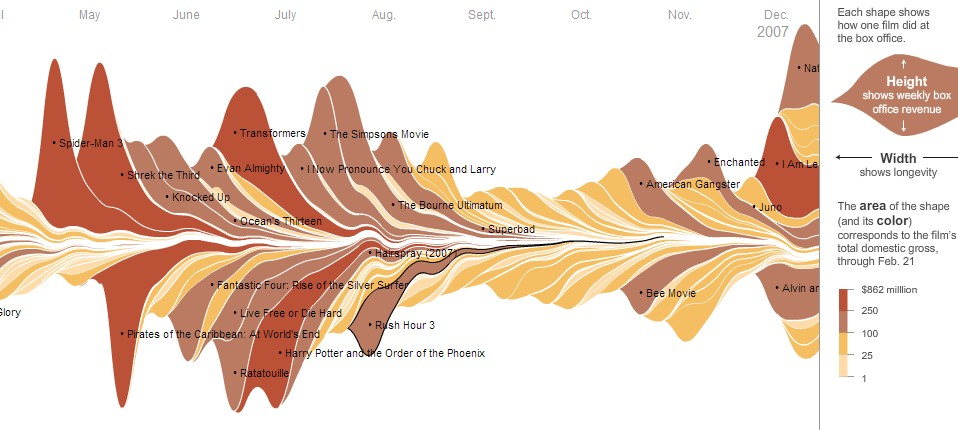 l May June July Aug. Sept. Oct. Nov. Dec.
2007
• Nat
• Spider-Man 3
• Transformers
• The Simpsons Movie
• Shrek the Third
• Evan Almighty
• I Now Pronounce You Chuck and Larry
• Enchanted
• I Am Le
• Knocked Up
• American Gangster
• The Bourne Ultimatum
• Juno
• Ocean's Thirteen
• Superbad
• Hairspray (2007)
• Fantastic Four: Rise of the Silver Surfer
• Bee Movie
• Alvin an
Glory
• Live Free or Die Hard
• Rush Hour 3
• Pirates of the Caribbean: At World's End
• Harry Potter and the Order of the Phoenix
• Ratatouille
Each shape shows
how one film did at
the box office.
Height
shows weekly box
office revenue
Width
shows longevity
The area of the shape
(and its color)
corresponds to the film's
total domestic gross,
through Feb. 21
$862 milllion
250
100
25
1